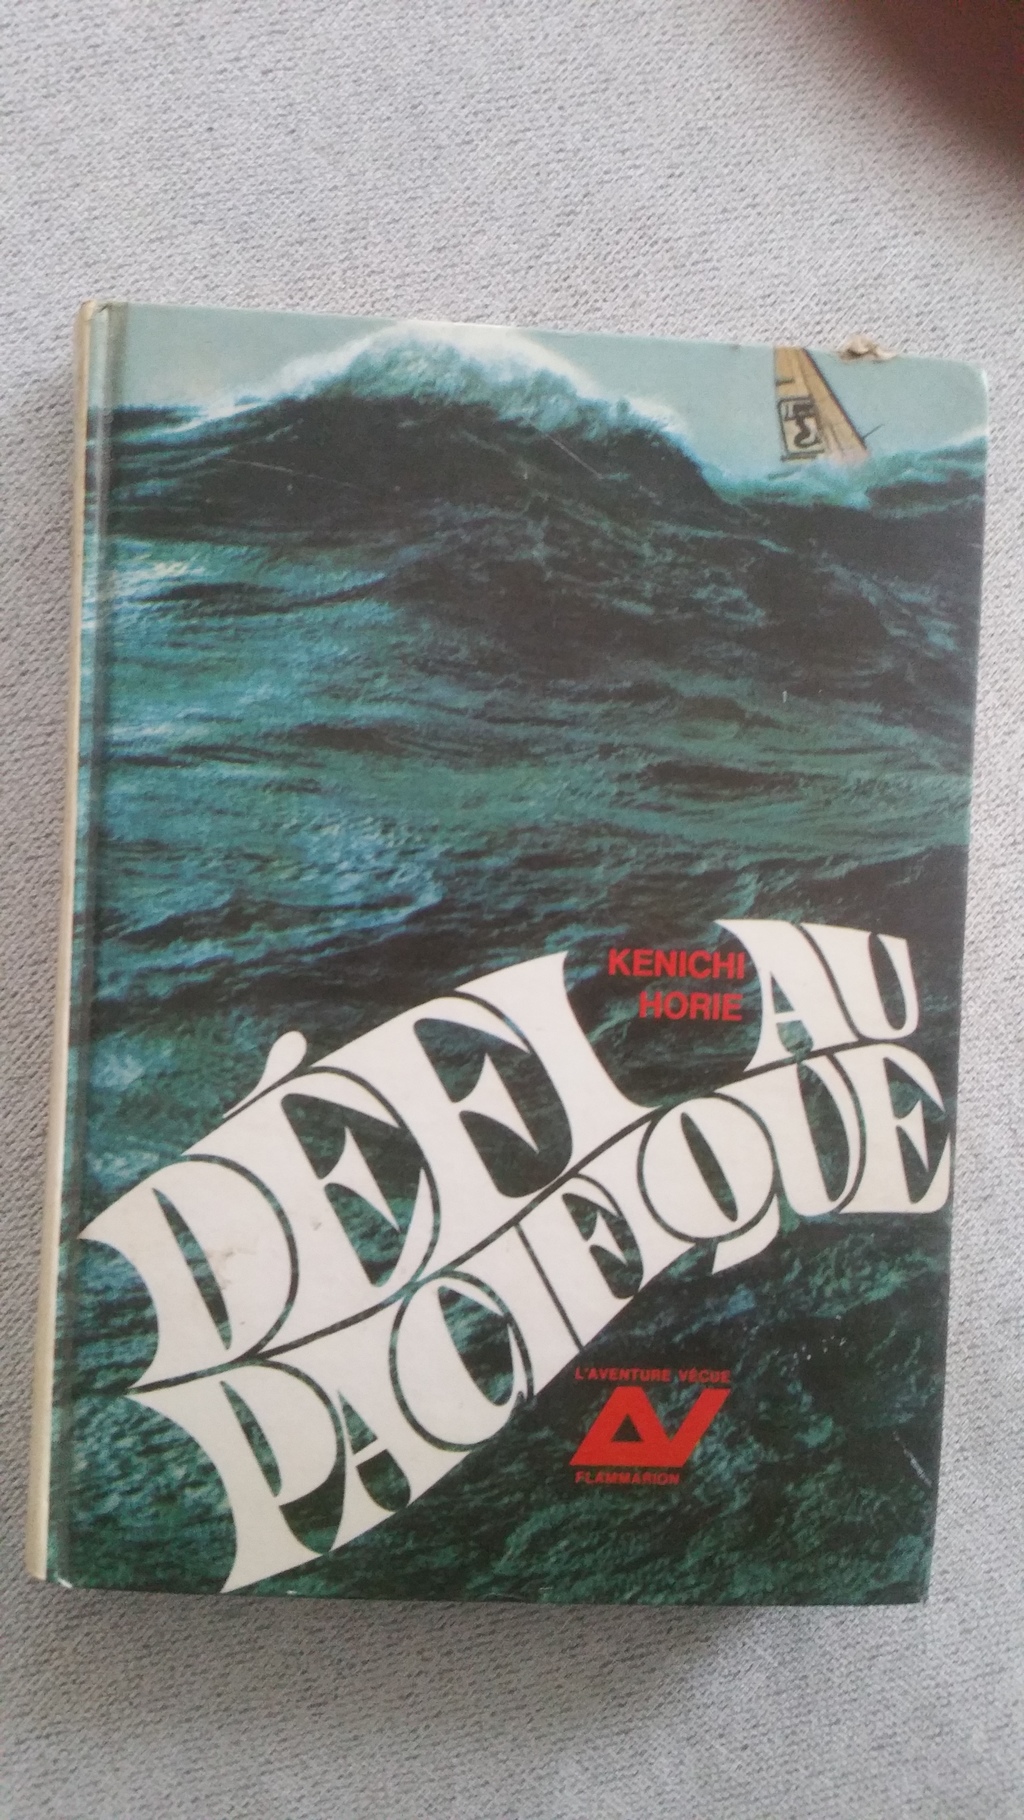 KENICHI
HORIE
DÉFI AU
PACIFIQUE
L'AVENTURE VÉCUE
AV
FLAMMARION